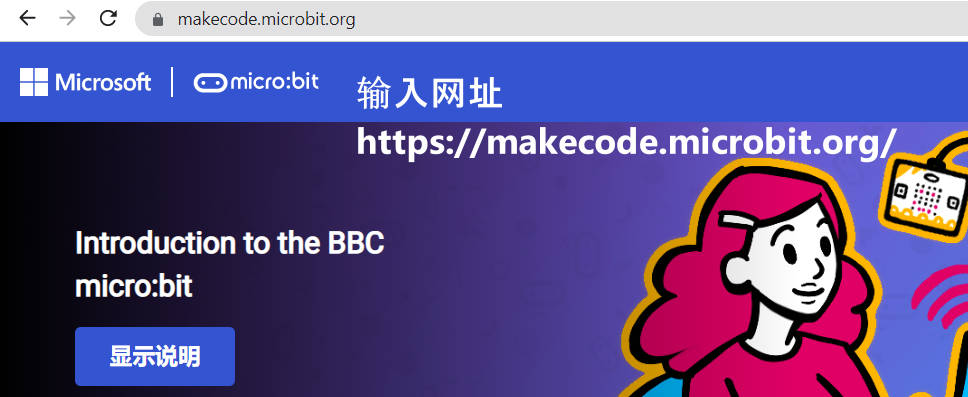 makecode.microbit.org
Microsoft micro:bit
输入网址
https://makecode.microbit.org/
Introduction to the BBC
micro:bit
显示说明